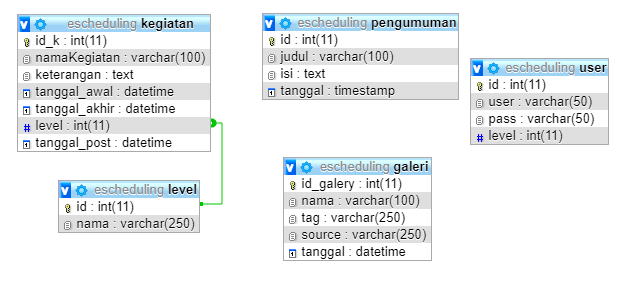 escheduling kegiatan
id_k : int(11)
namaKegiatan : varchar(100)
keterangan : text
tanggal_awal : datetime
tanggal_akhir : datetime
level : int(11)
tanggal_post : datetime
escheduling level
id : int(11)
nama : varchar(250)
escheduling pengumuman
id : int(11)
judul : varchar(100)
isi : text
tanggal : timestamp
escheduling galeri
id_galery : int(11)
nama : varchar(100)
tag : varchar(250)
source : varchar(250)
tanggal : datetime
escheduling user
id : int(11)
user : varchar(50)
pass : varchar(50)
level : int(11)